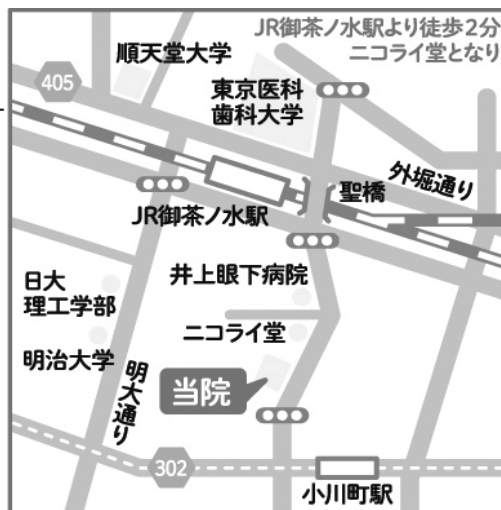 JR御茶ノ水駅より徒歩2分
ニコライ堂となり
順天堂大学
405
東京医科
歯科大学
外堀通り
聖橋
JR御茶ノ水駅
井上眼下病院
日大
理工学部
ニコライ堂
明治大学
明大通り
当院
302
小川町駅